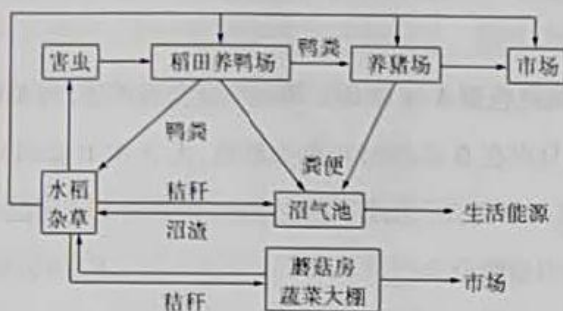 害虫
稻田养鸭场
鸭粪
养猪场
市场
鸭粪
粪便
水稻
杂草
秸秆
沼气池
生活能源
沼渣
蘑菇房
蔬菜大棚
市场
秸秆